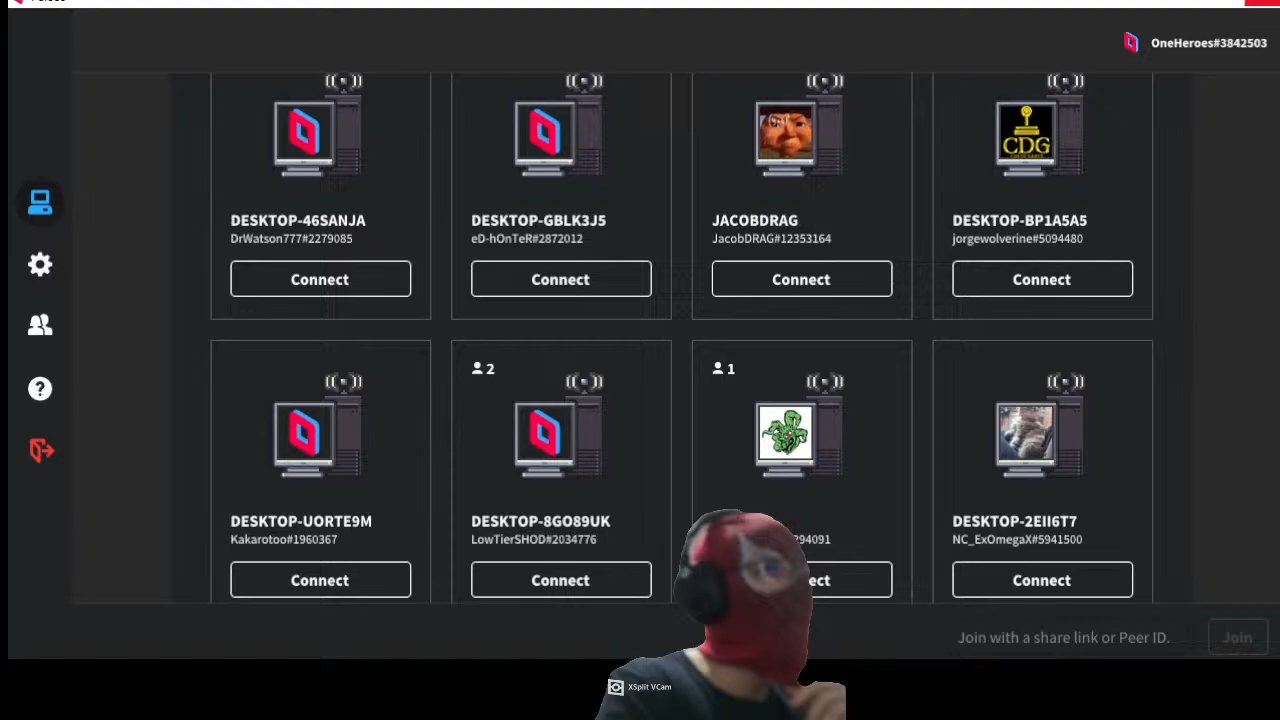 OneHeroes#3842503
DESKTOP-46SANJA
DrWatson777#2279085
Connect
DESKTOP-GBLK3J5
eD-hOnTeR#2872012
Connect
JACOBDRAG
JacobDRAG#12353164
Connect
CDG
DESKTOP-BP1A5A5
jorgewolverine#5094480
Connect
DESKTOP-UORTE9M
Kakarotoo#1960367
Connect
2
DESKTOP-8GO89UK
LowTierSHOD#2034776
Connect
1
294091
ect
DESKTOP-2EII6T7
NC_ExOmegaX#5941500
Connect
Join with a share link or Peer ID.
Join
XSplit VCam